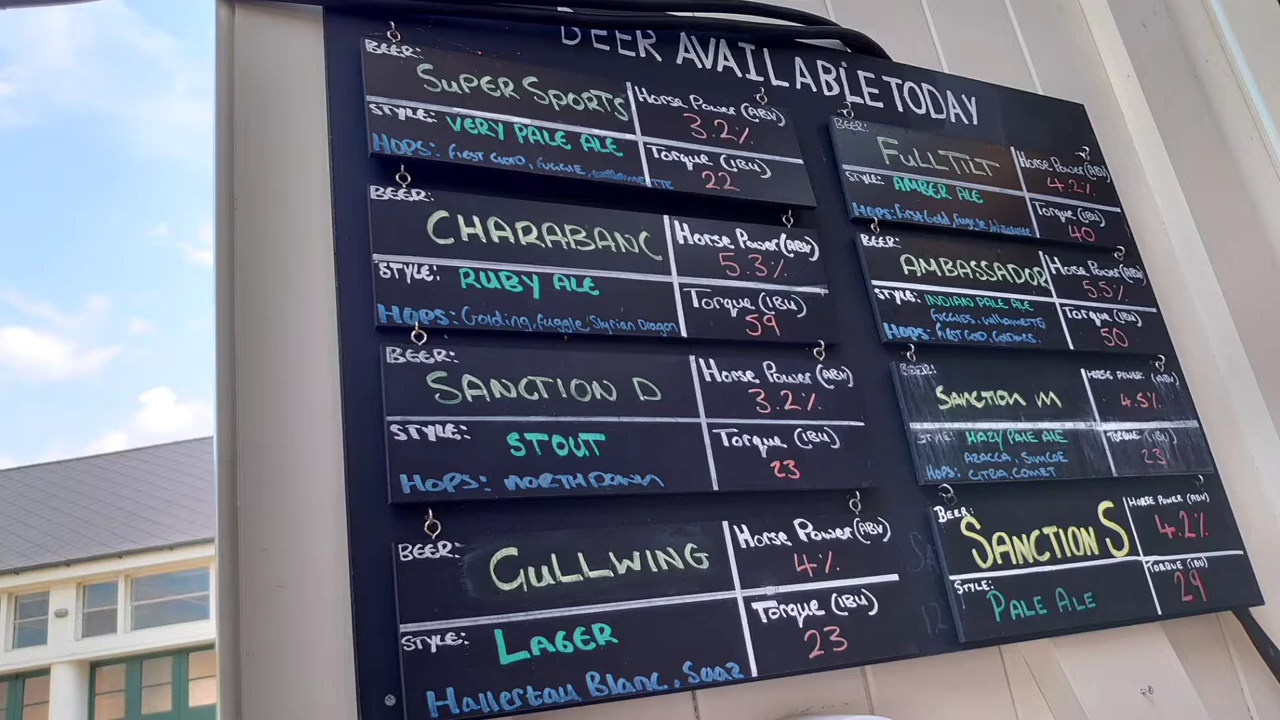 BEER AVAILABLE TODAY
BEER:
SUPER SPORTS
Horse Power (ABV)
3.2%
STYLE: VERY PALE ALE
Torque (IBU)
22
HOPS: FIRST GOLD, FUGGLE, WILLAMETTE
BEER:
CHARABANC
Horse Power (ABV)
5.3%
STYLE: RUBY ALE
Torque (IBU)
59
HOPS: Golding, Fuggle, Styrian Dragon
BEER:
SANCTION D
Horse Power (ABV)
3.2%
STYLE: STOUT
Torque (IBU)
23
HOPS: NORTHDOWN
BEER:
GULLWING
Horse Power (ABV)
4%
STYLE: LAGER
Torque (IBU)
23
Hallertau Blanc, Saaz
BEER:
FULL TILT
Horse Power (ABV)
4.2%
STYLE: AMBER ALE
Torque (IBU)
40
HOPS: First Gold, Fuggle, Willamette
BEER:
AMBASSADOR
Horse Power (ABV)
5.5%
STYLE: INDIAN PALE ALE
Torque (IBU)
50
FUGGLES, WILLAMETTE
HOPS: FIRST GOLD, GOLDINGS.
BEER:
SANCTION M
HORSE POWER (ABV)
4.5%
STYLE: HAZY PALE ALE
TORQUE (IBU)
23
AZACCA, SIMCOE
HOPS: CITRA, COMET
BEER:
SANCTION S
HORSE POWER (ABV)
4.2%
STYLE:
PALE ALE
TORQUE (IBU)
29